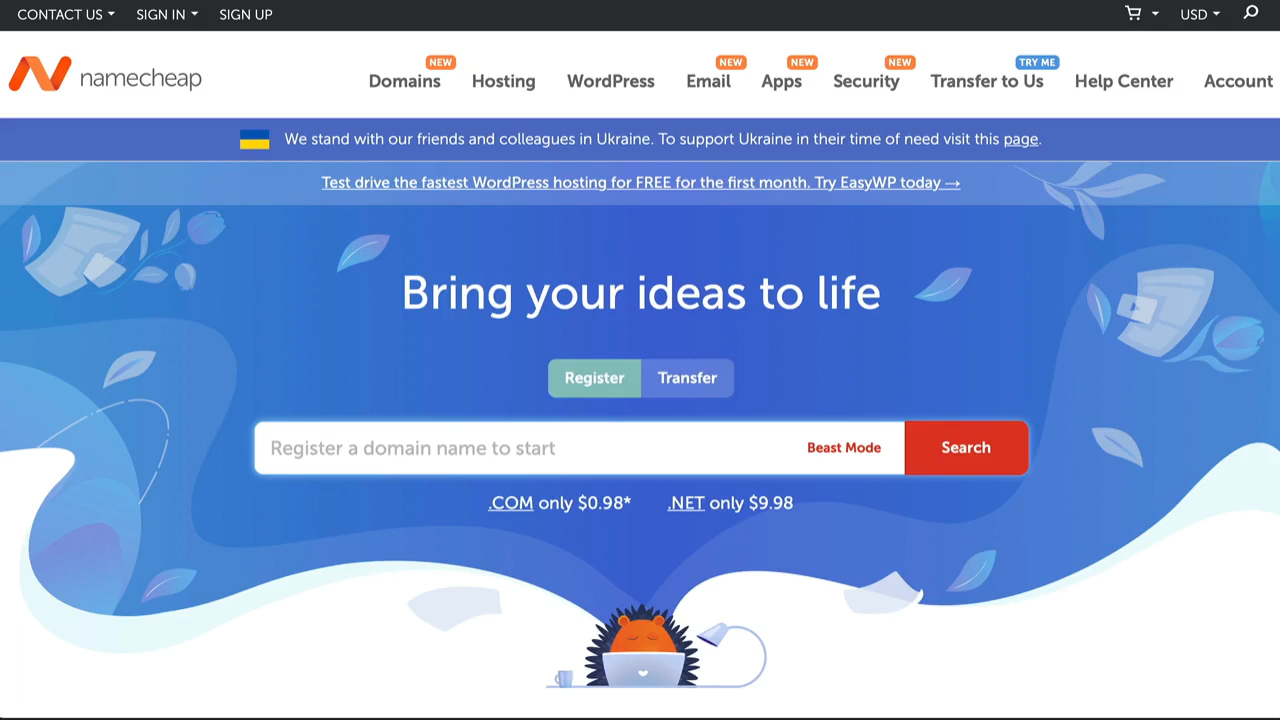 CONTACT US SIGN IN SIGN UP USD
namecheap
NEW NEW NEW NEW TRY ME
Domains Hosting WordPress Email Apps Security Transfer to Us Help Center Account
We stand with our friends and colleagues in Ukraine. To support Ukraine in their time of need visit this page.
Test drive the fastest WordPress hosting for FREE for the first month. Try EasyWP today →
Bring your ideas to life
Register Transfer
Register a domain name to start Beast Mode Search
.COM only $0.98* .NET only $9.98